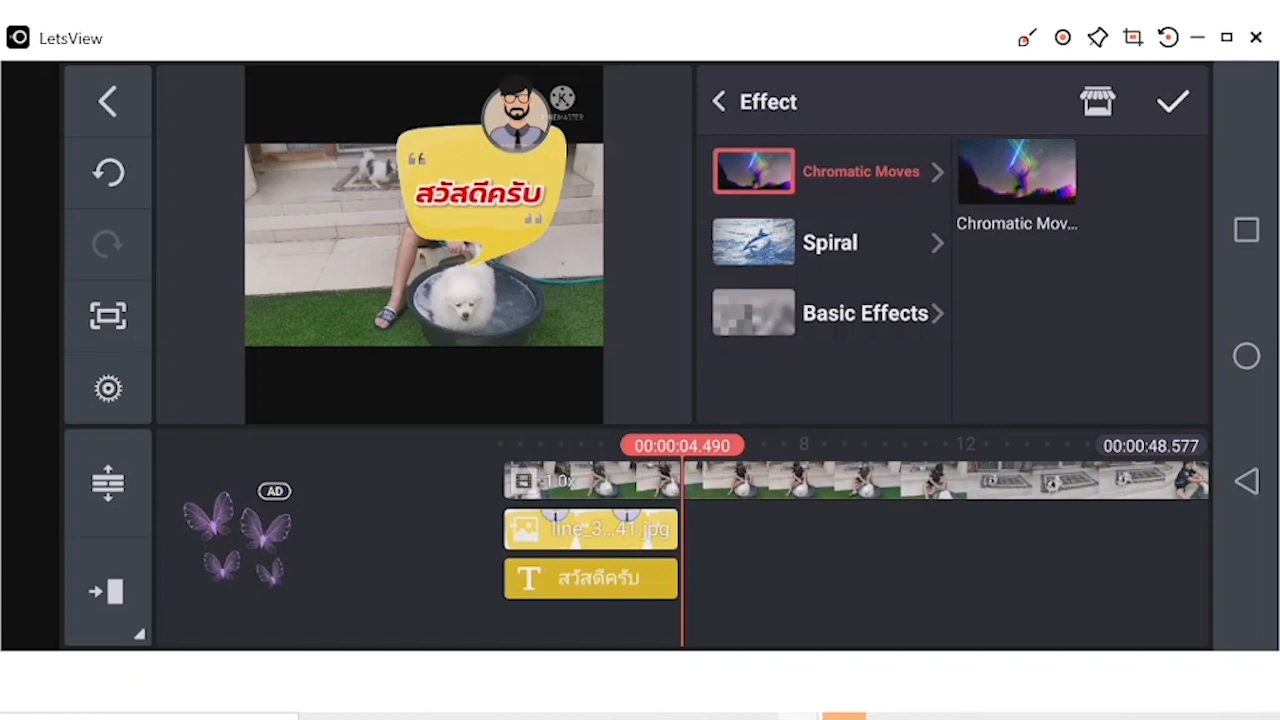 LetsView
Effect
KINEMASTER
Chromatic Moves
Chromatic Mov...
Spiral
Basic Effects
“
สวัสดีครับ
”
00:00:04.490
8
12
00:00:48.577
1.0x
AD
line_3...41.jpg
T สวัสดีครับ